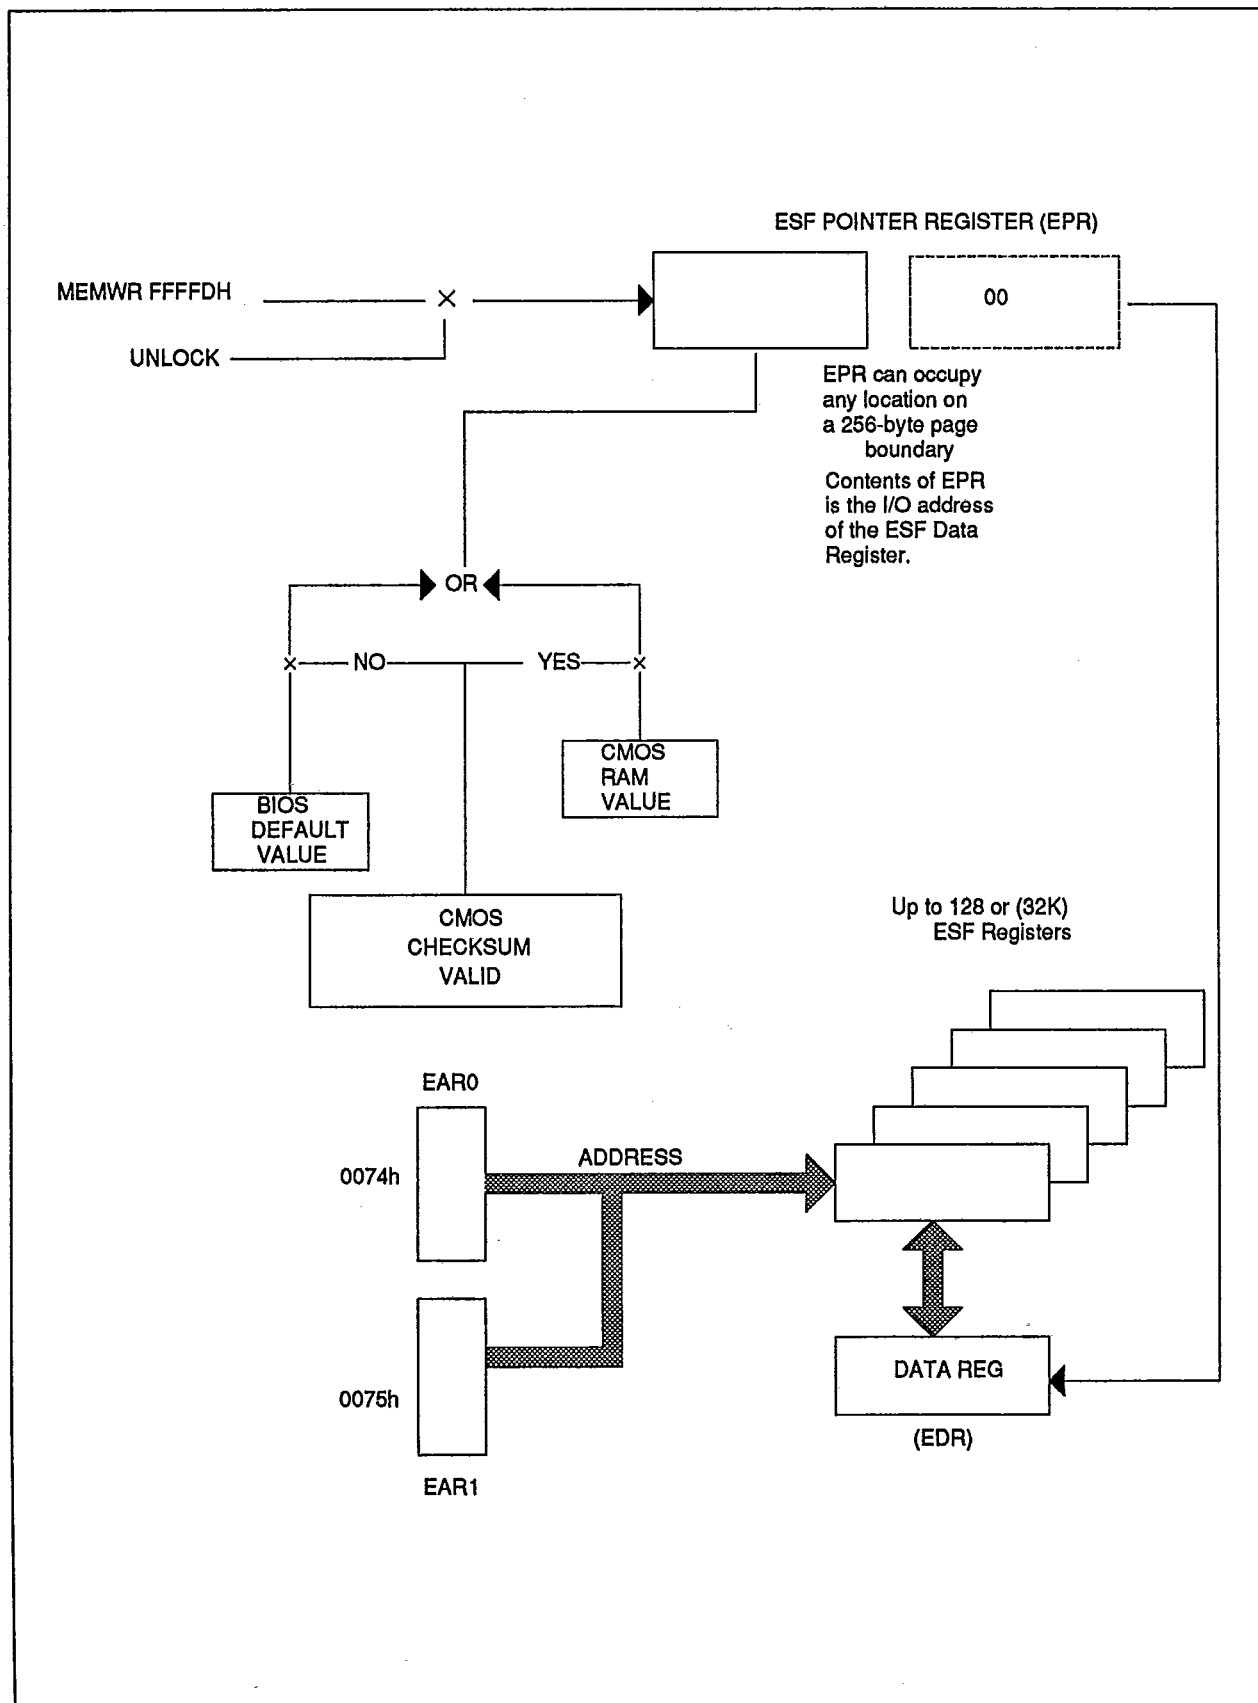 ESF POINTER REGISTER (EPR)
MEMWR FFFFDH
×
00
UNLOCK
EPR can occupy
any location on
a 256-byte page
boundary
Contents of EPR
is the I/O address
of the ESF Data
Register.
OR
× NO YES ×
CMOS
RAM
VALUE
BIOS
DEFAULT
VALUE
CMOS
CHECKSUM
VALID
Up to 128 or (32K)
ESF Registers
EAR0
ADDRESS
0074h
DATA REG
0075h
(EDR)
EAR1